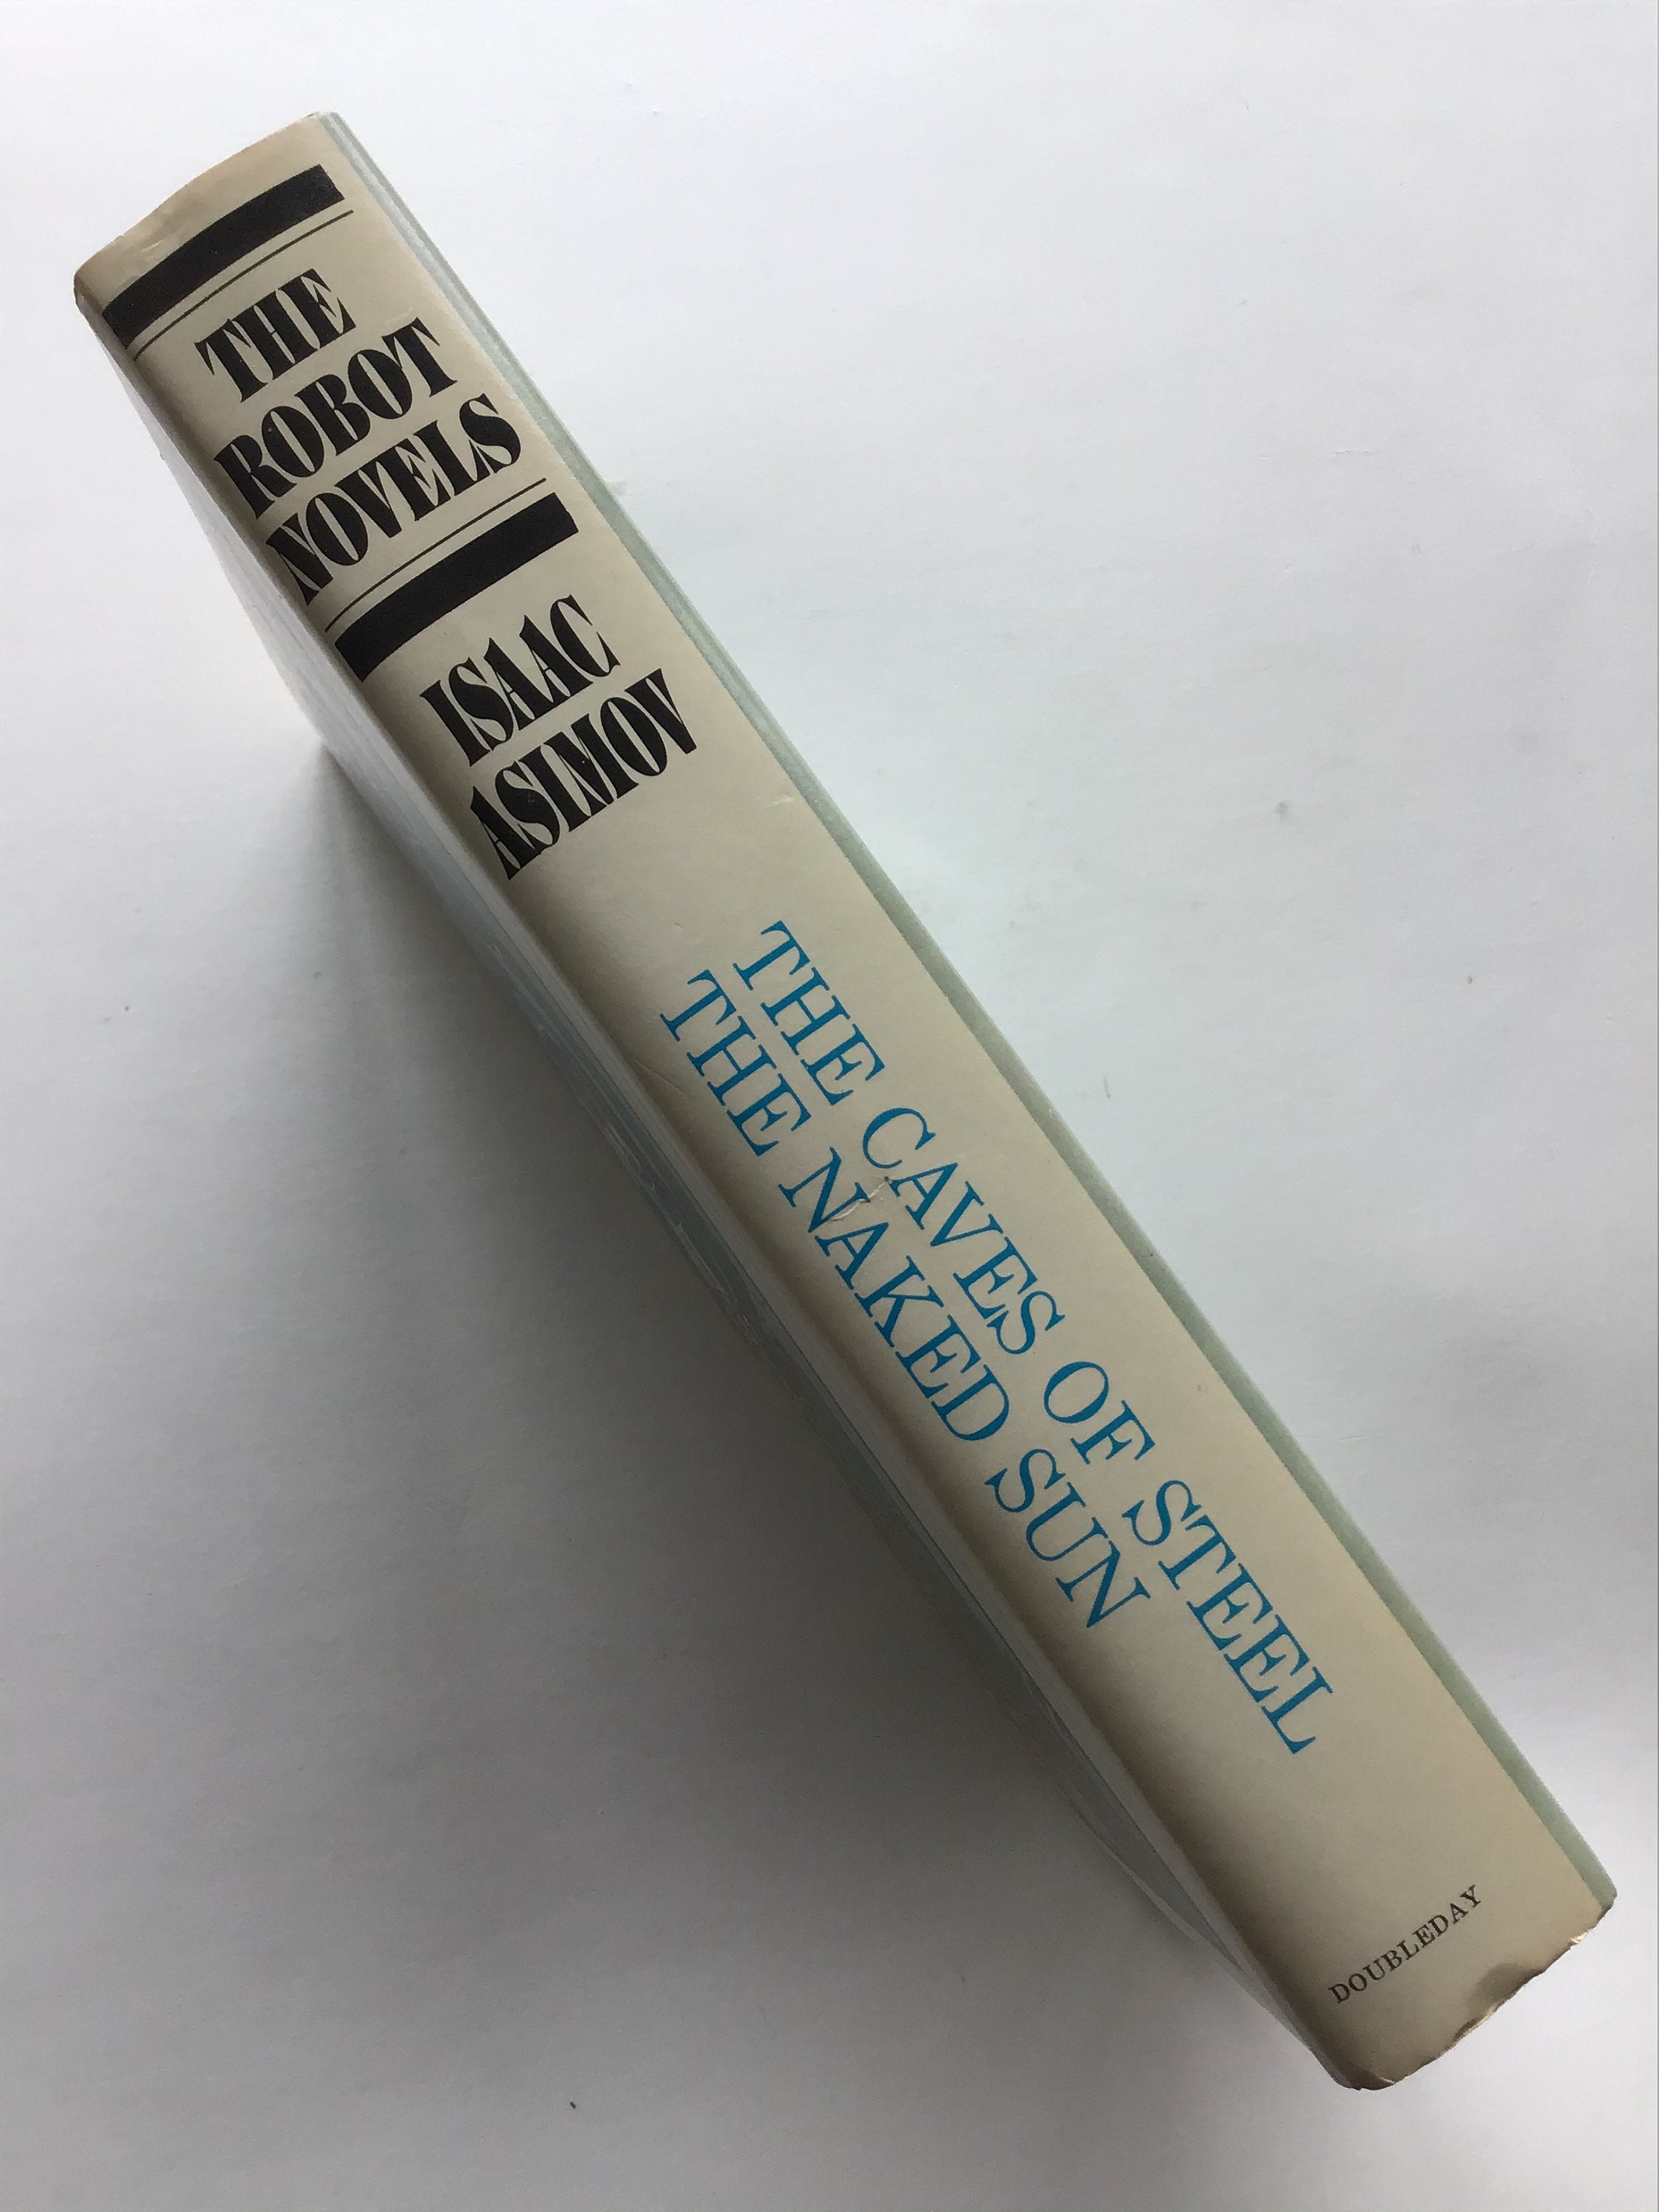 THE
ROBOT
NOVELS
ISAAC
ASIMOV
THE CAVES OF STEEL
THE NAKED SUN
DOUBLEDAY